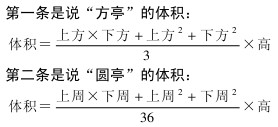 第一条是说“方亭”的体积：
体积=\frac{上方×下方+上方²+下方²}{3}×高
第二条是说“圆亭”的体积：
体积=\frac{上周×下周+上周²+下周²}{36}×高